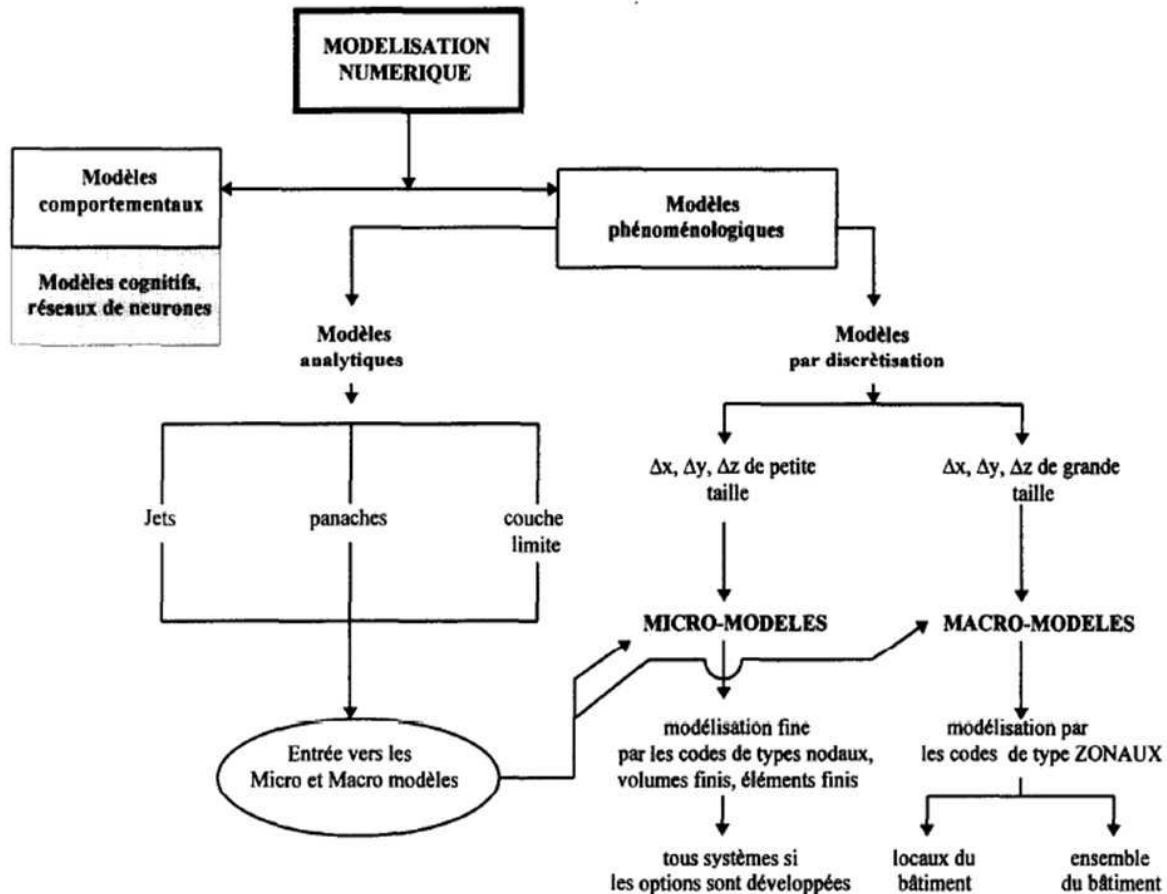 MODELISATION
NUMERIQUE
Modèles
comportementaux
Modèles cognitifs,
réseaux de neurones
Modèles
phénoménologiques
Modèles
analytiques
Modèles
par discrètisation
Jets
panaches
couche
limite
Δx, Δy, Δz de petite
taille
Δx, Δy, Δz de grande
taille
MICRO-MODELES
MACRO-MODELES
Entrée vers les
Micro et Macro modèles
modélisation fine
par les codes de types nodaux,
volumes finis, éléments finis
modélisation par
les codes de type ZONAUX
tous systèmes si
les options sont développées
locaux du
bâtiment
ensemble
du bâtiment